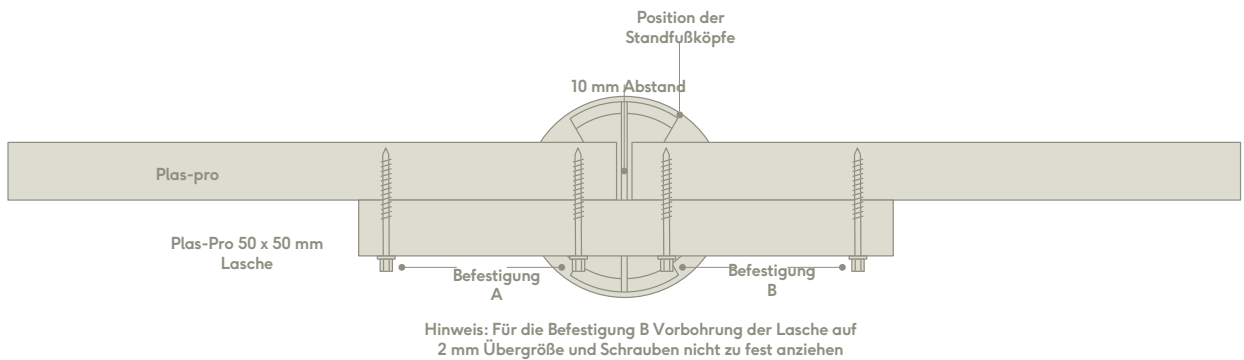 Position der
Standfußköpfe
10 mm Abstand
Plas-pro
Plas-Pro 50 x 50 mm
Lasche
Befestigung
A
Befestigung
B
Hinweis: Für die Befestigung B Vorbohrung der Lasche auf
2 mm Übergröße und Schrauben nicht zu fest anziehen